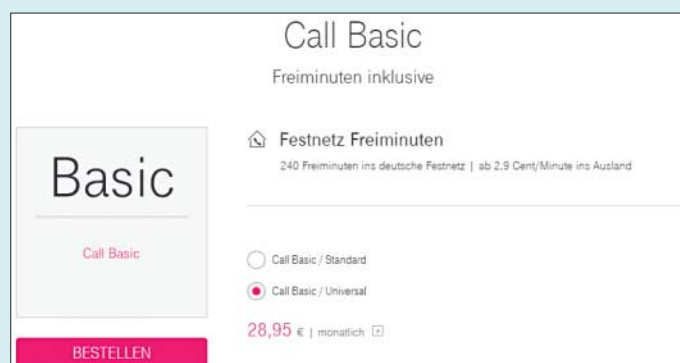 Call Basic
Freiminuten inklusive
Basic
Call Basic
BESTELLEN
Festnetz Freiminuten
240 Freiminuten ins deutsche Festnetz | ab 2,9 Cent/Minute ins Ausland
Call Basic / Standard
Call Basic / Universal
28,95 € | monatlich